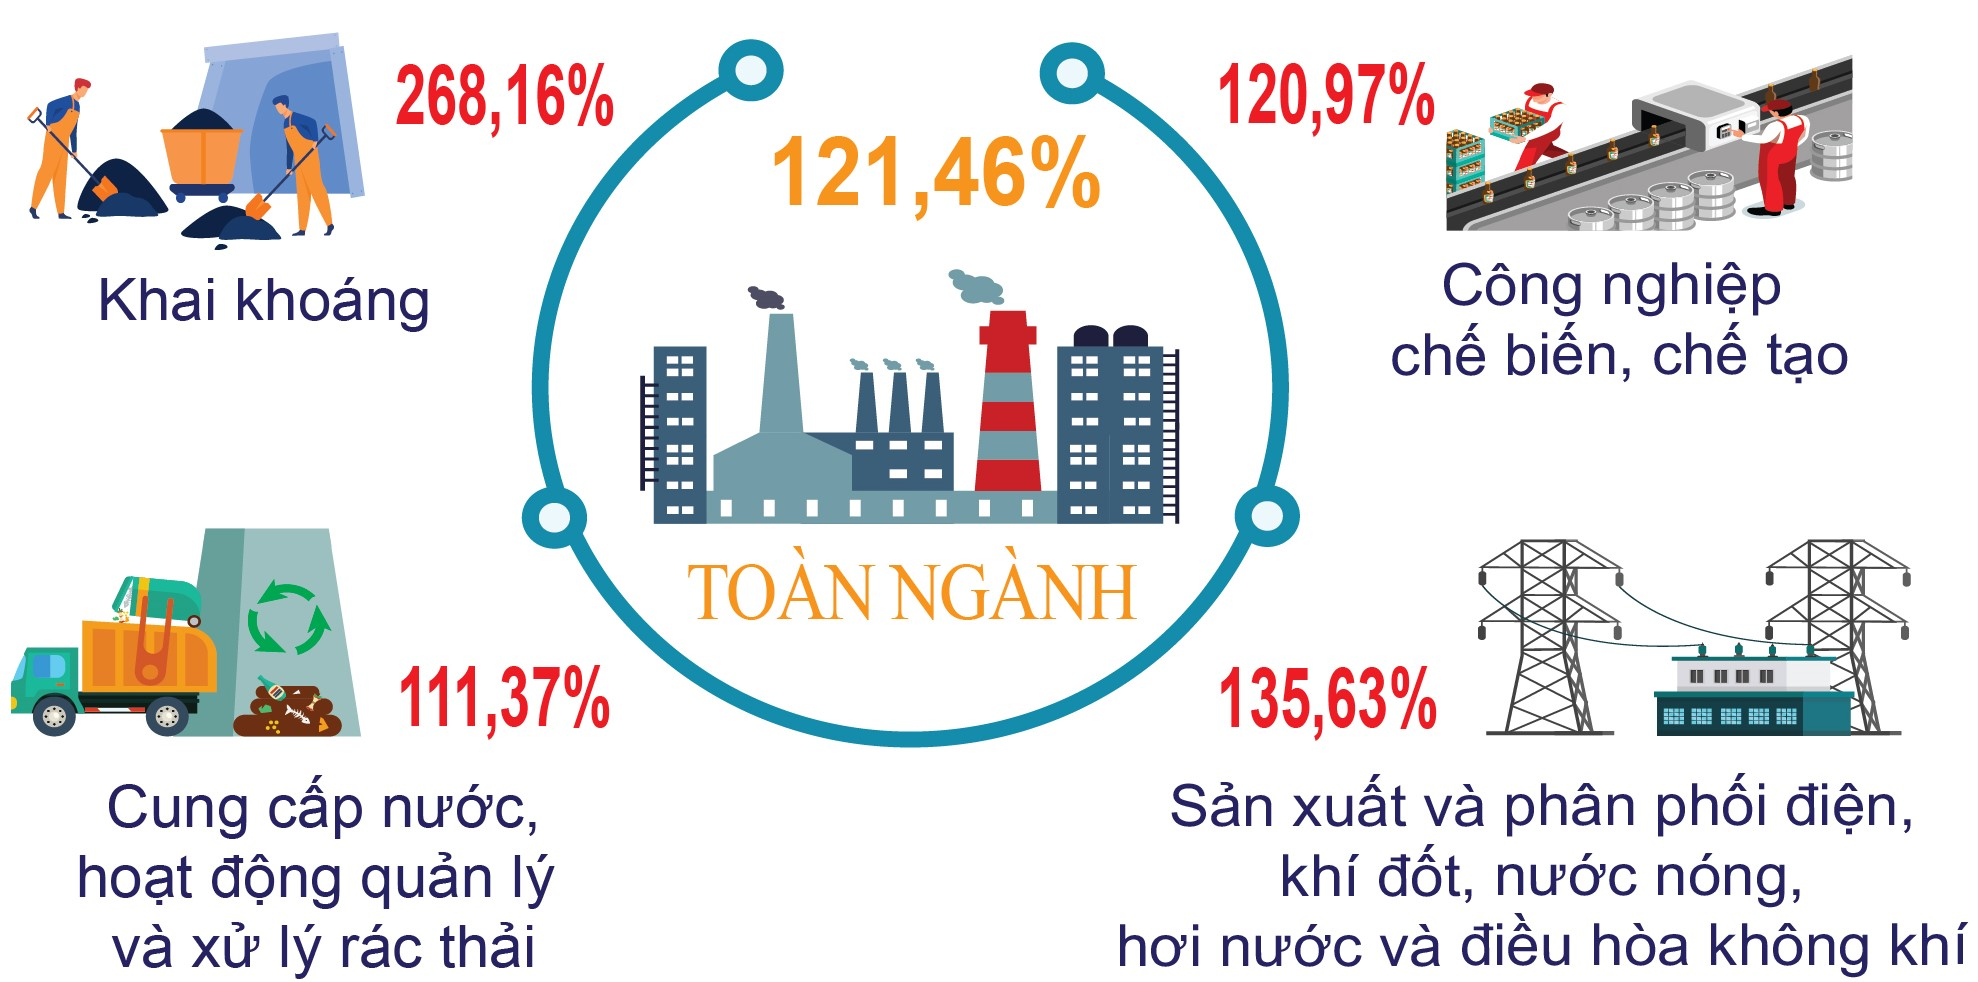 268,16%
Khai khoáng
121,46%
TOÀN NGÀNH
120,97%
Công nghiệp
chế biến, chế tạo
111,37%
Cung cấp nước,
hoạt động quản lý
và xử lý rác thải
135,63%
Sản xuất và phân phối điện,
khí đốt, nước nóng,
hơi nước và điều hòa không khí